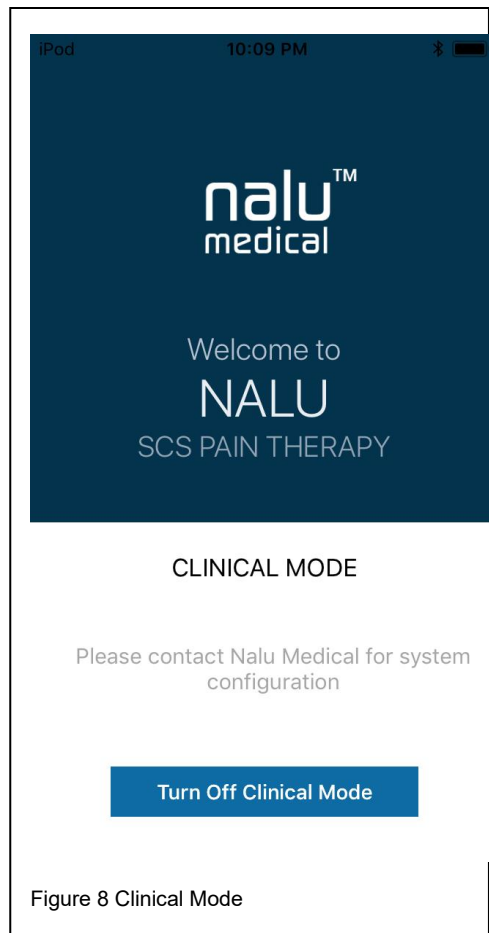 iPod 10:09 PM
nalu™
medical
Welcome to
NALU
SCS PAIN THERAPY
CLINICAL MODE
Please contact Nalu Medical for system
configuration
Turn Off Clinical Mode
Figure 8 Clinical Mode